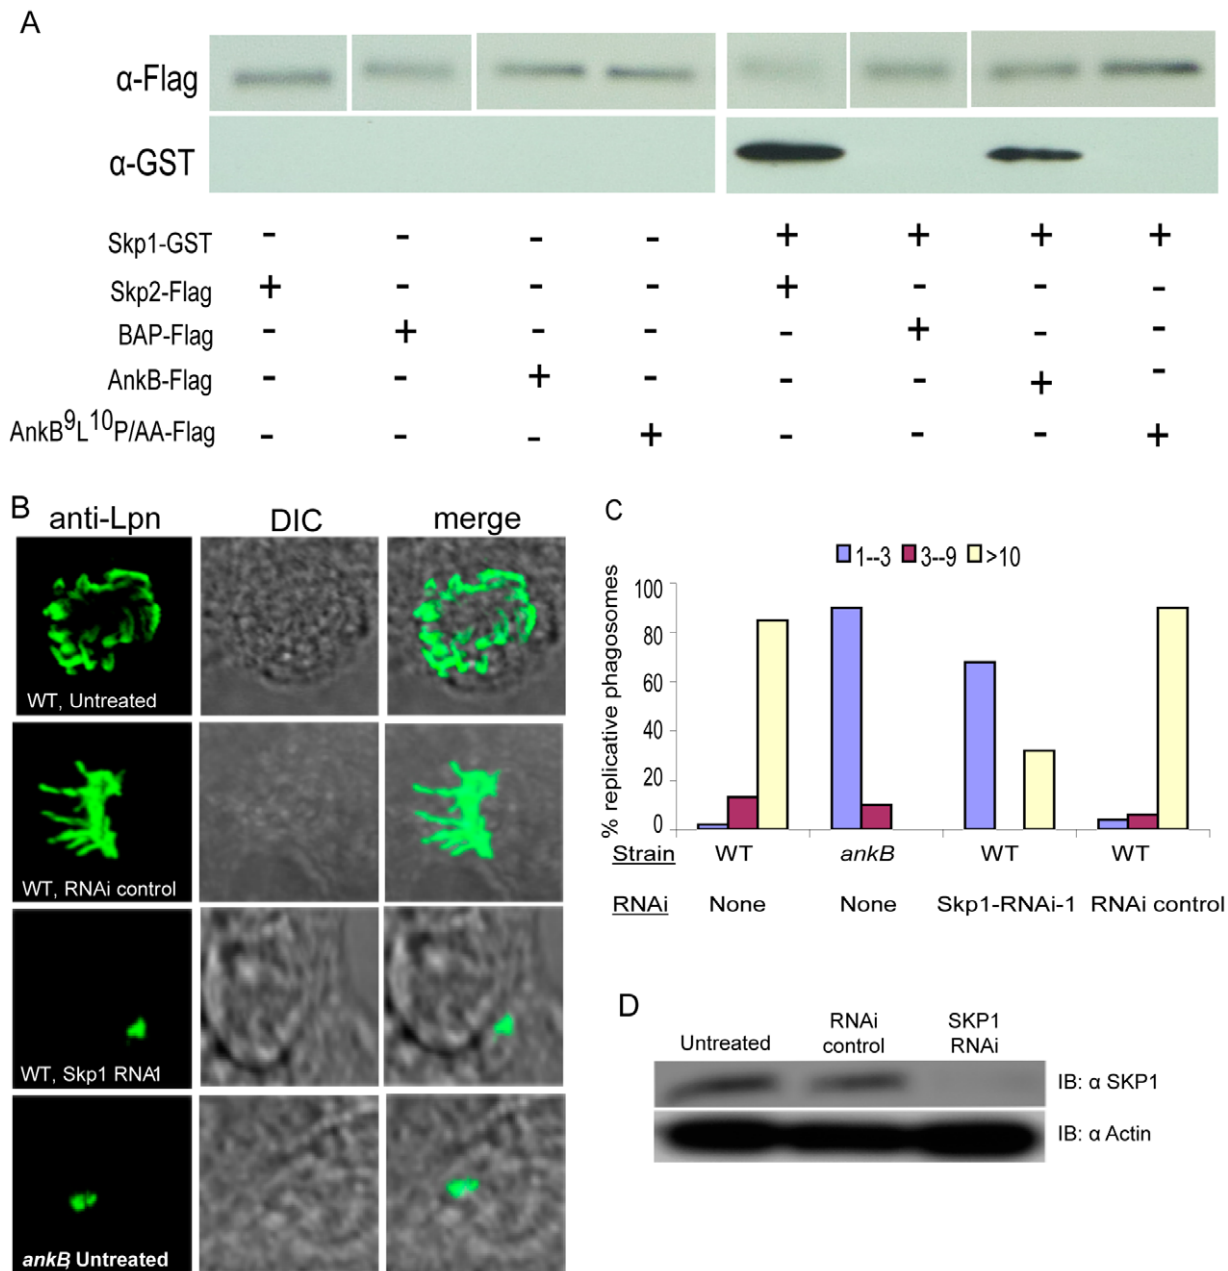 A
α-Flag
α-GST
Skp1-GST - - - - + + + +
Skp2-Flag + - - - + - - -
BAP-Flag - + - - - + - -
AnkB-Flag - - + - - - + -
AnkB⁹L¹⁰P/AA-Flag - - - + - - - +
B
anti-Lpn DIC merge
WT, Untreated
WT, RNAi control
WT, Skp1 RNA1
ankB, Untreated
C
1--3 3--9 >10
% replicative phagosomes
100
80
60
40
20
0
Strain WT ankB WT WT
RNAi None None Skp1-RNAi-1 RNAi control
D
Untreated RNAi control SKP1 RNAi
IB: α SKP1
IB: α Actin